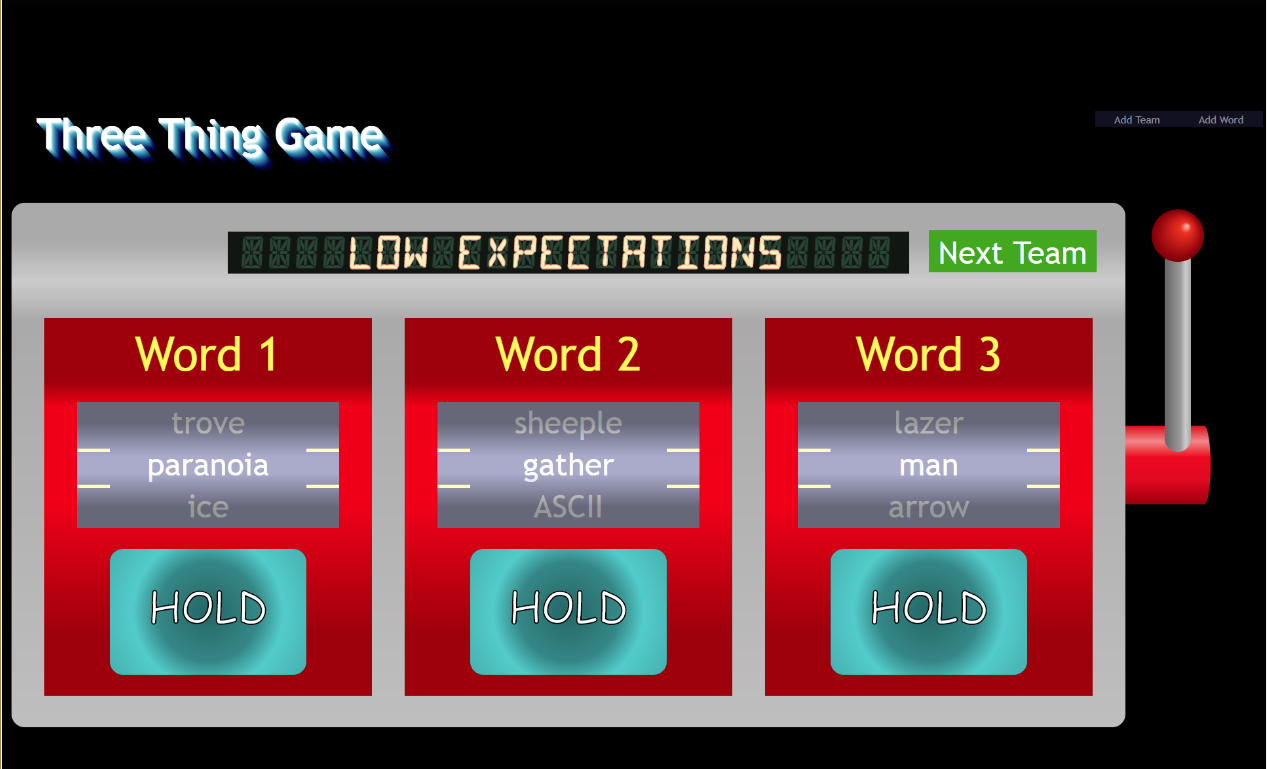 Three Thing Game
Add Team Add Word
LOW EXPECTATIONS
Next Team
Word 1
trove
paranoia
ice
HOLD
Word 2
sheeple
gather
ASCII
HOLD
Word 3
lazer
man
arrow
HOLD